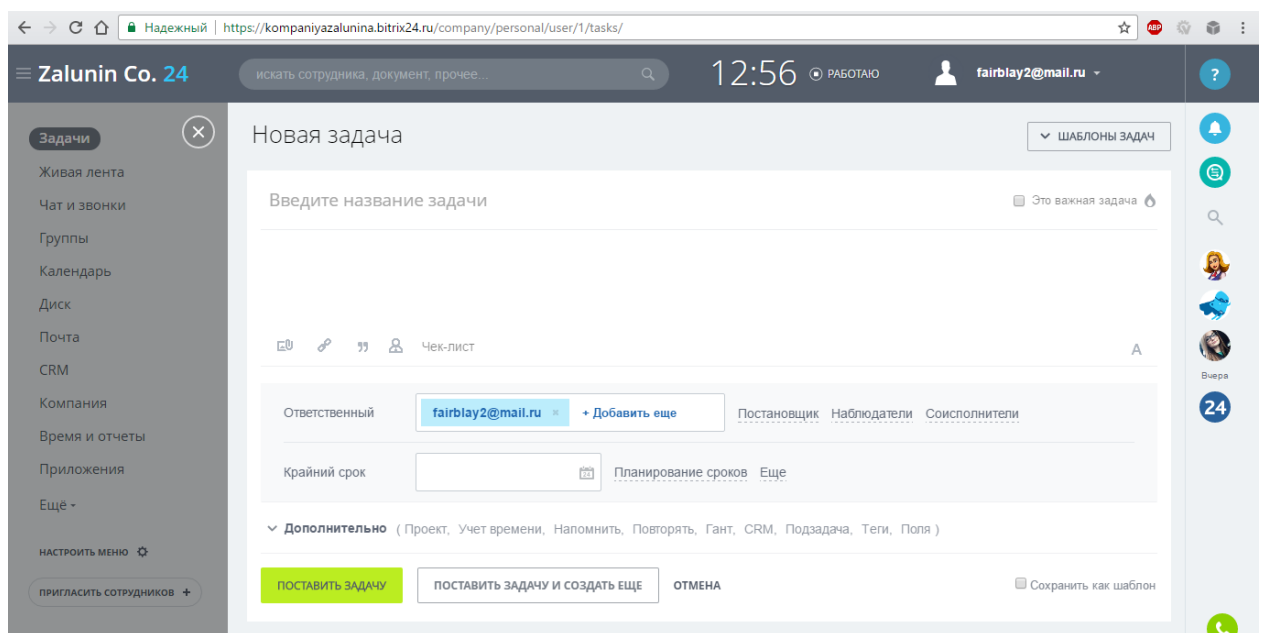 Надежный | https://kompaniyazalunina.bitrix24.ru/company/personal/user/1/tasks/
ABP
Zalunin Co. 24
искать сотрудника, документ, прочее...
12:56
РАБОТАЮ
fairblay2@mail.ru
?
Задачи
Живая лента
Чат и звонки
Группы
Календарь
Диск
Почта
CRM
Компания
Время и отчеты
Приложения
Ещё
НАСТРОИТЬ МЕНЮ
ПРИГЛАСИТЬ СОТРУДНИКОВ +
Новая задача
ШАБЛОНЫ ЗАДАЧ
Введите название задачи
Это важная задача
Чек-лист
A
Ответственный
fairblay2@mail.ru × + Добавить еще
Постановщик Наблюдатели Соисполнители
Крайний срок
Планирование сроков Еще
Дополнительно ( Проект, Учет времени, Напомнить, Повторять, Гант, CRM, Подзадача, Теги, Поля )
ПОСТАВИТЬ ЗАДАЧУ
ПОСТАВИТЬ ЗАДАЧУ И СОЗДАТЬ ЕЩЕ
ОТМЕНА
Сохранить как шаблон
Вчера
24